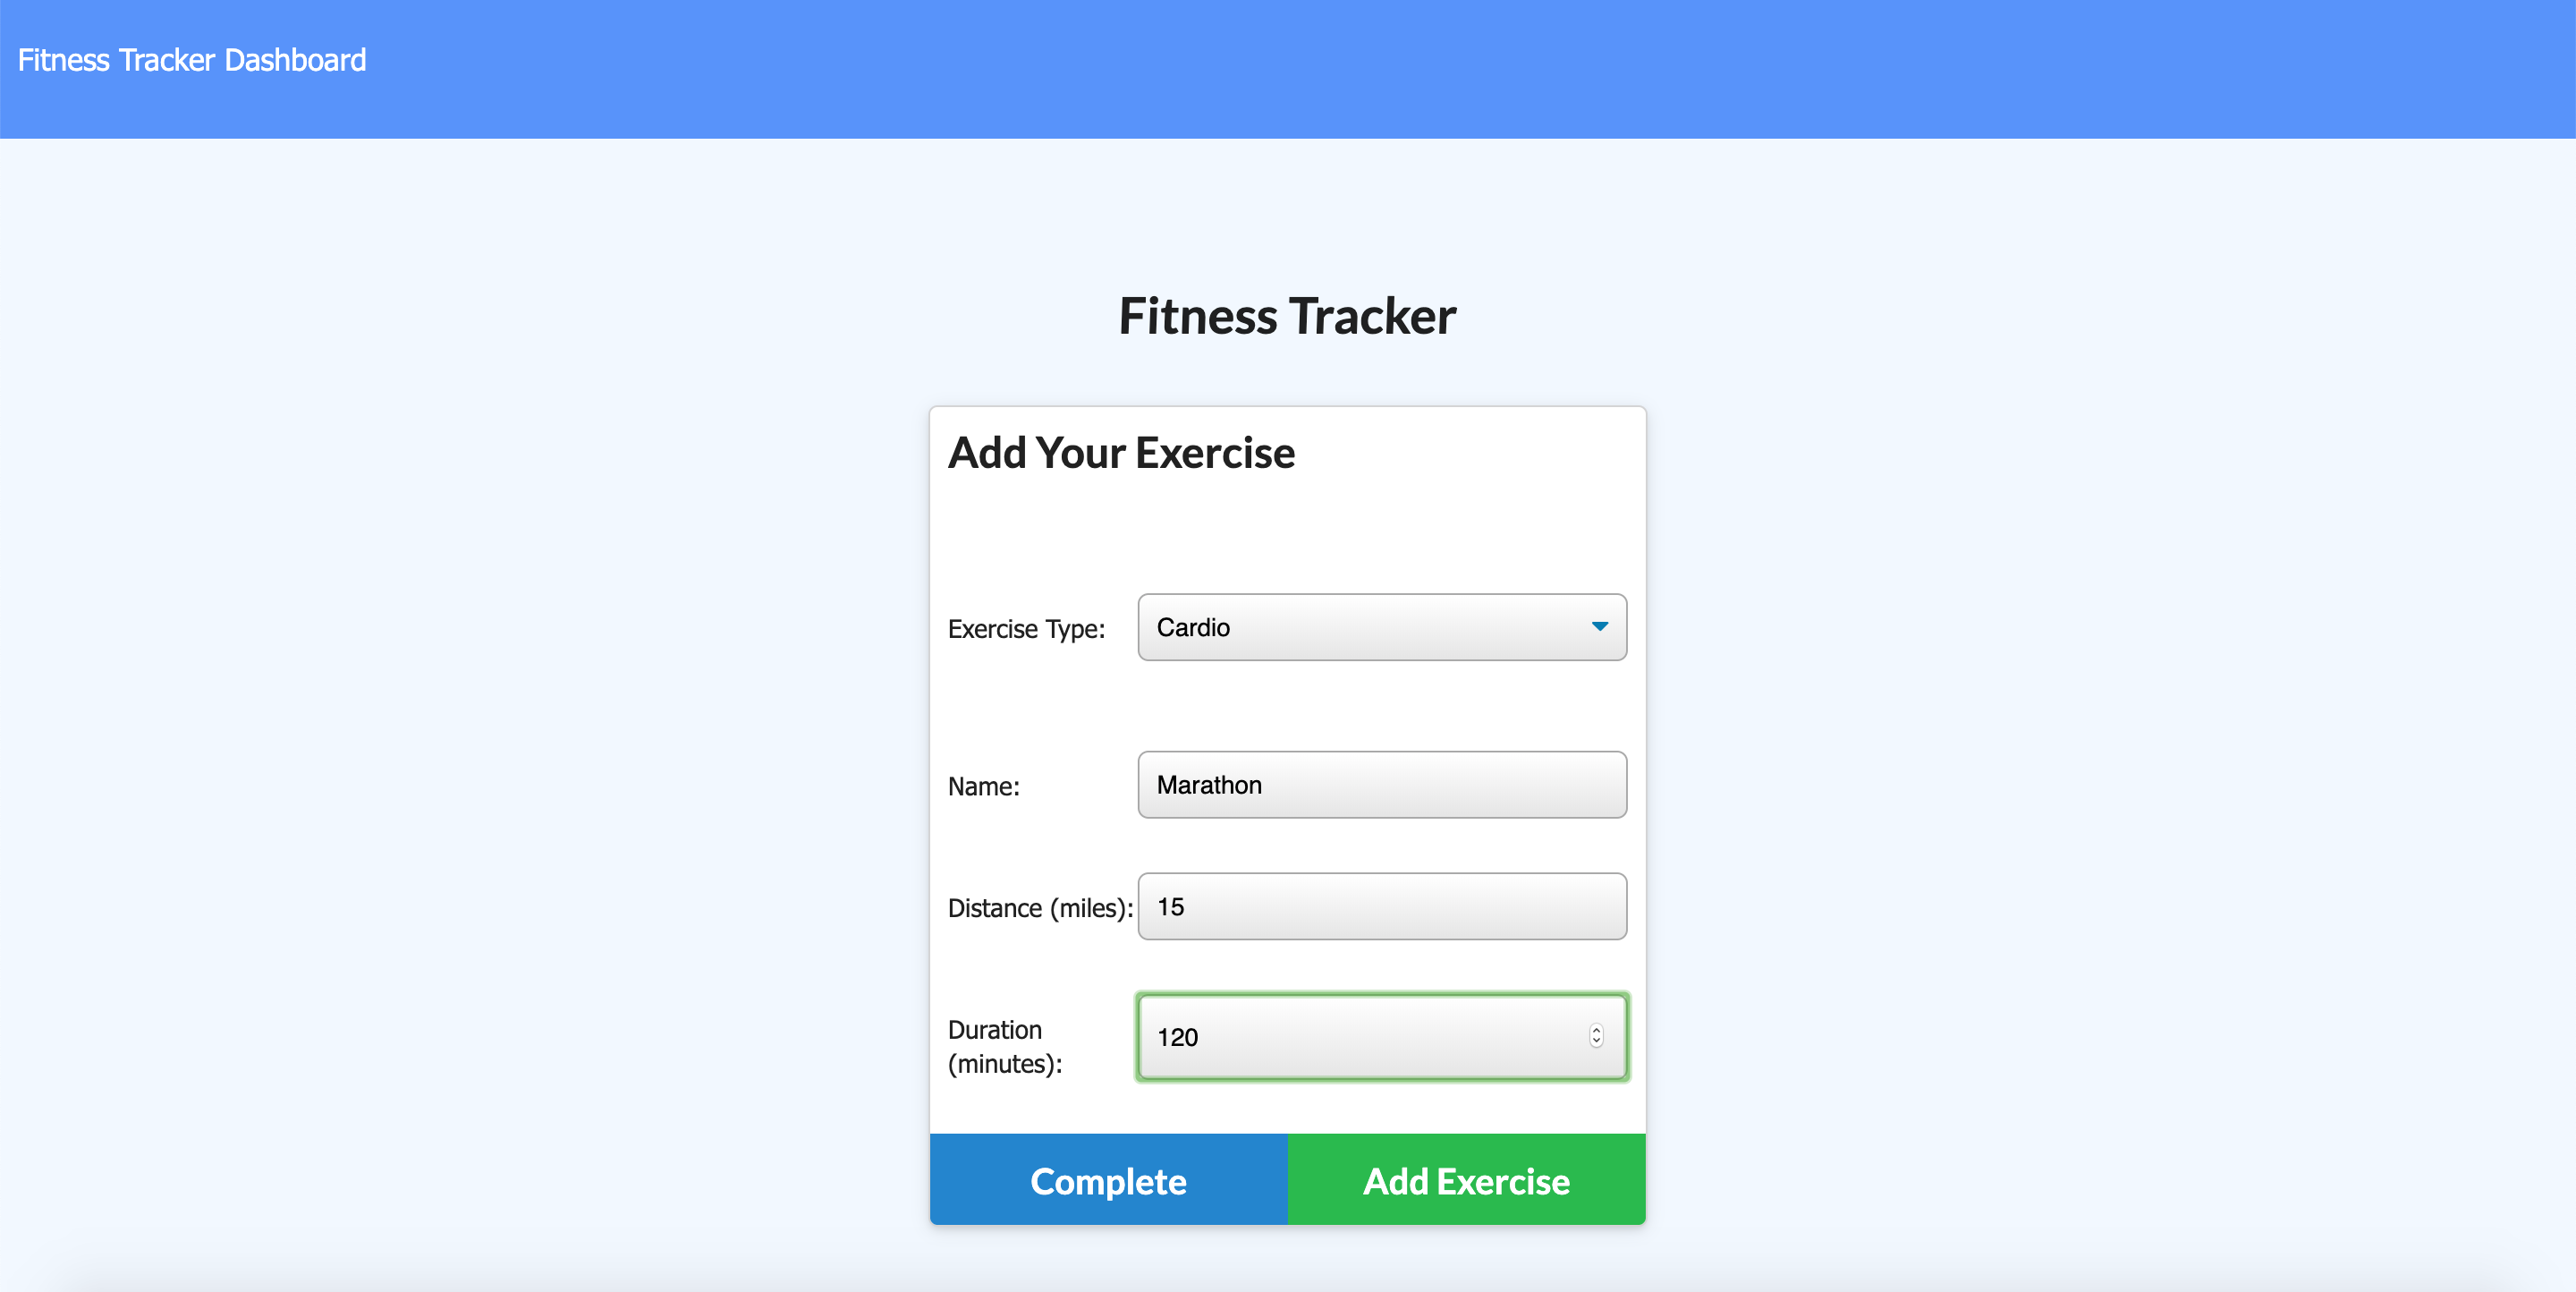 Fitness Tracker Dashboard
Fitness Tracker
Add Your Exercise
Exercise Type: Cardio
Name: Marathon
Distance (miles): 15
Duration
(minutes): 120
Complete Add Exercise